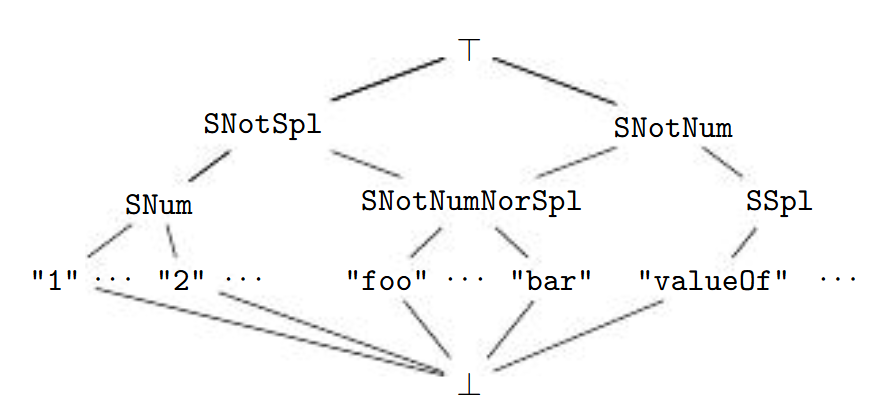 ⊤
SNotSpl SNotNum
SNum SNotNumNorSpl SSpl
"1" ··· "2" ··· "foo" ··· "bar" "valueOf" ···
⊥